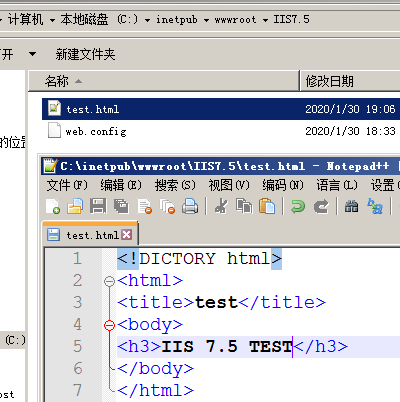 计算机 本地磁盘 (C:) inetpub wwwroot IIS7.5
打开 新建文件夹
名称 修改日期
test.html 2020/1/30 19:06
的位置
web.config 2020/1/30 18:33
C:\inetpub\wwwroot\IIS7.5\test.html - Notepad++
文件(F) 编辑(E) 搜索(S) 视图(V) 编码(N) 语言(L) 设置
test.html
1 <!DICTORY html>
2 <html>
3 <title>test</title>
4 <body>
(C:) 5 <h3>IIS 7.5 TEST</h3>
6 </body>
7 </html>
ost